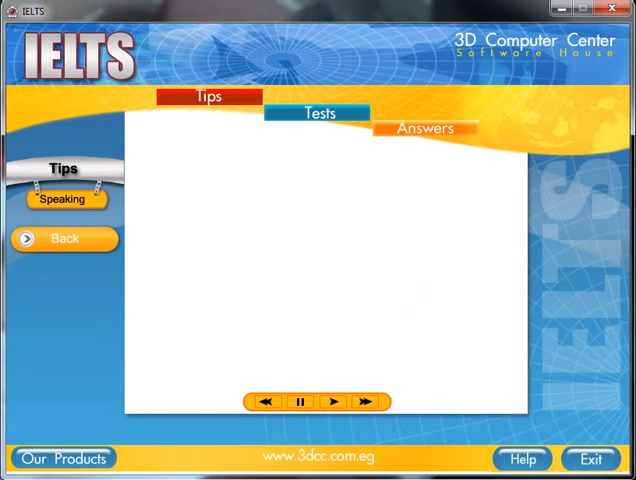 IELTS
IELTS
3D Computer Center
Software House
Tips
Tests
Answers
Tips
Speaking
Back
IELTS
Our Products
www.3dcc.com.eg
Help
Exit